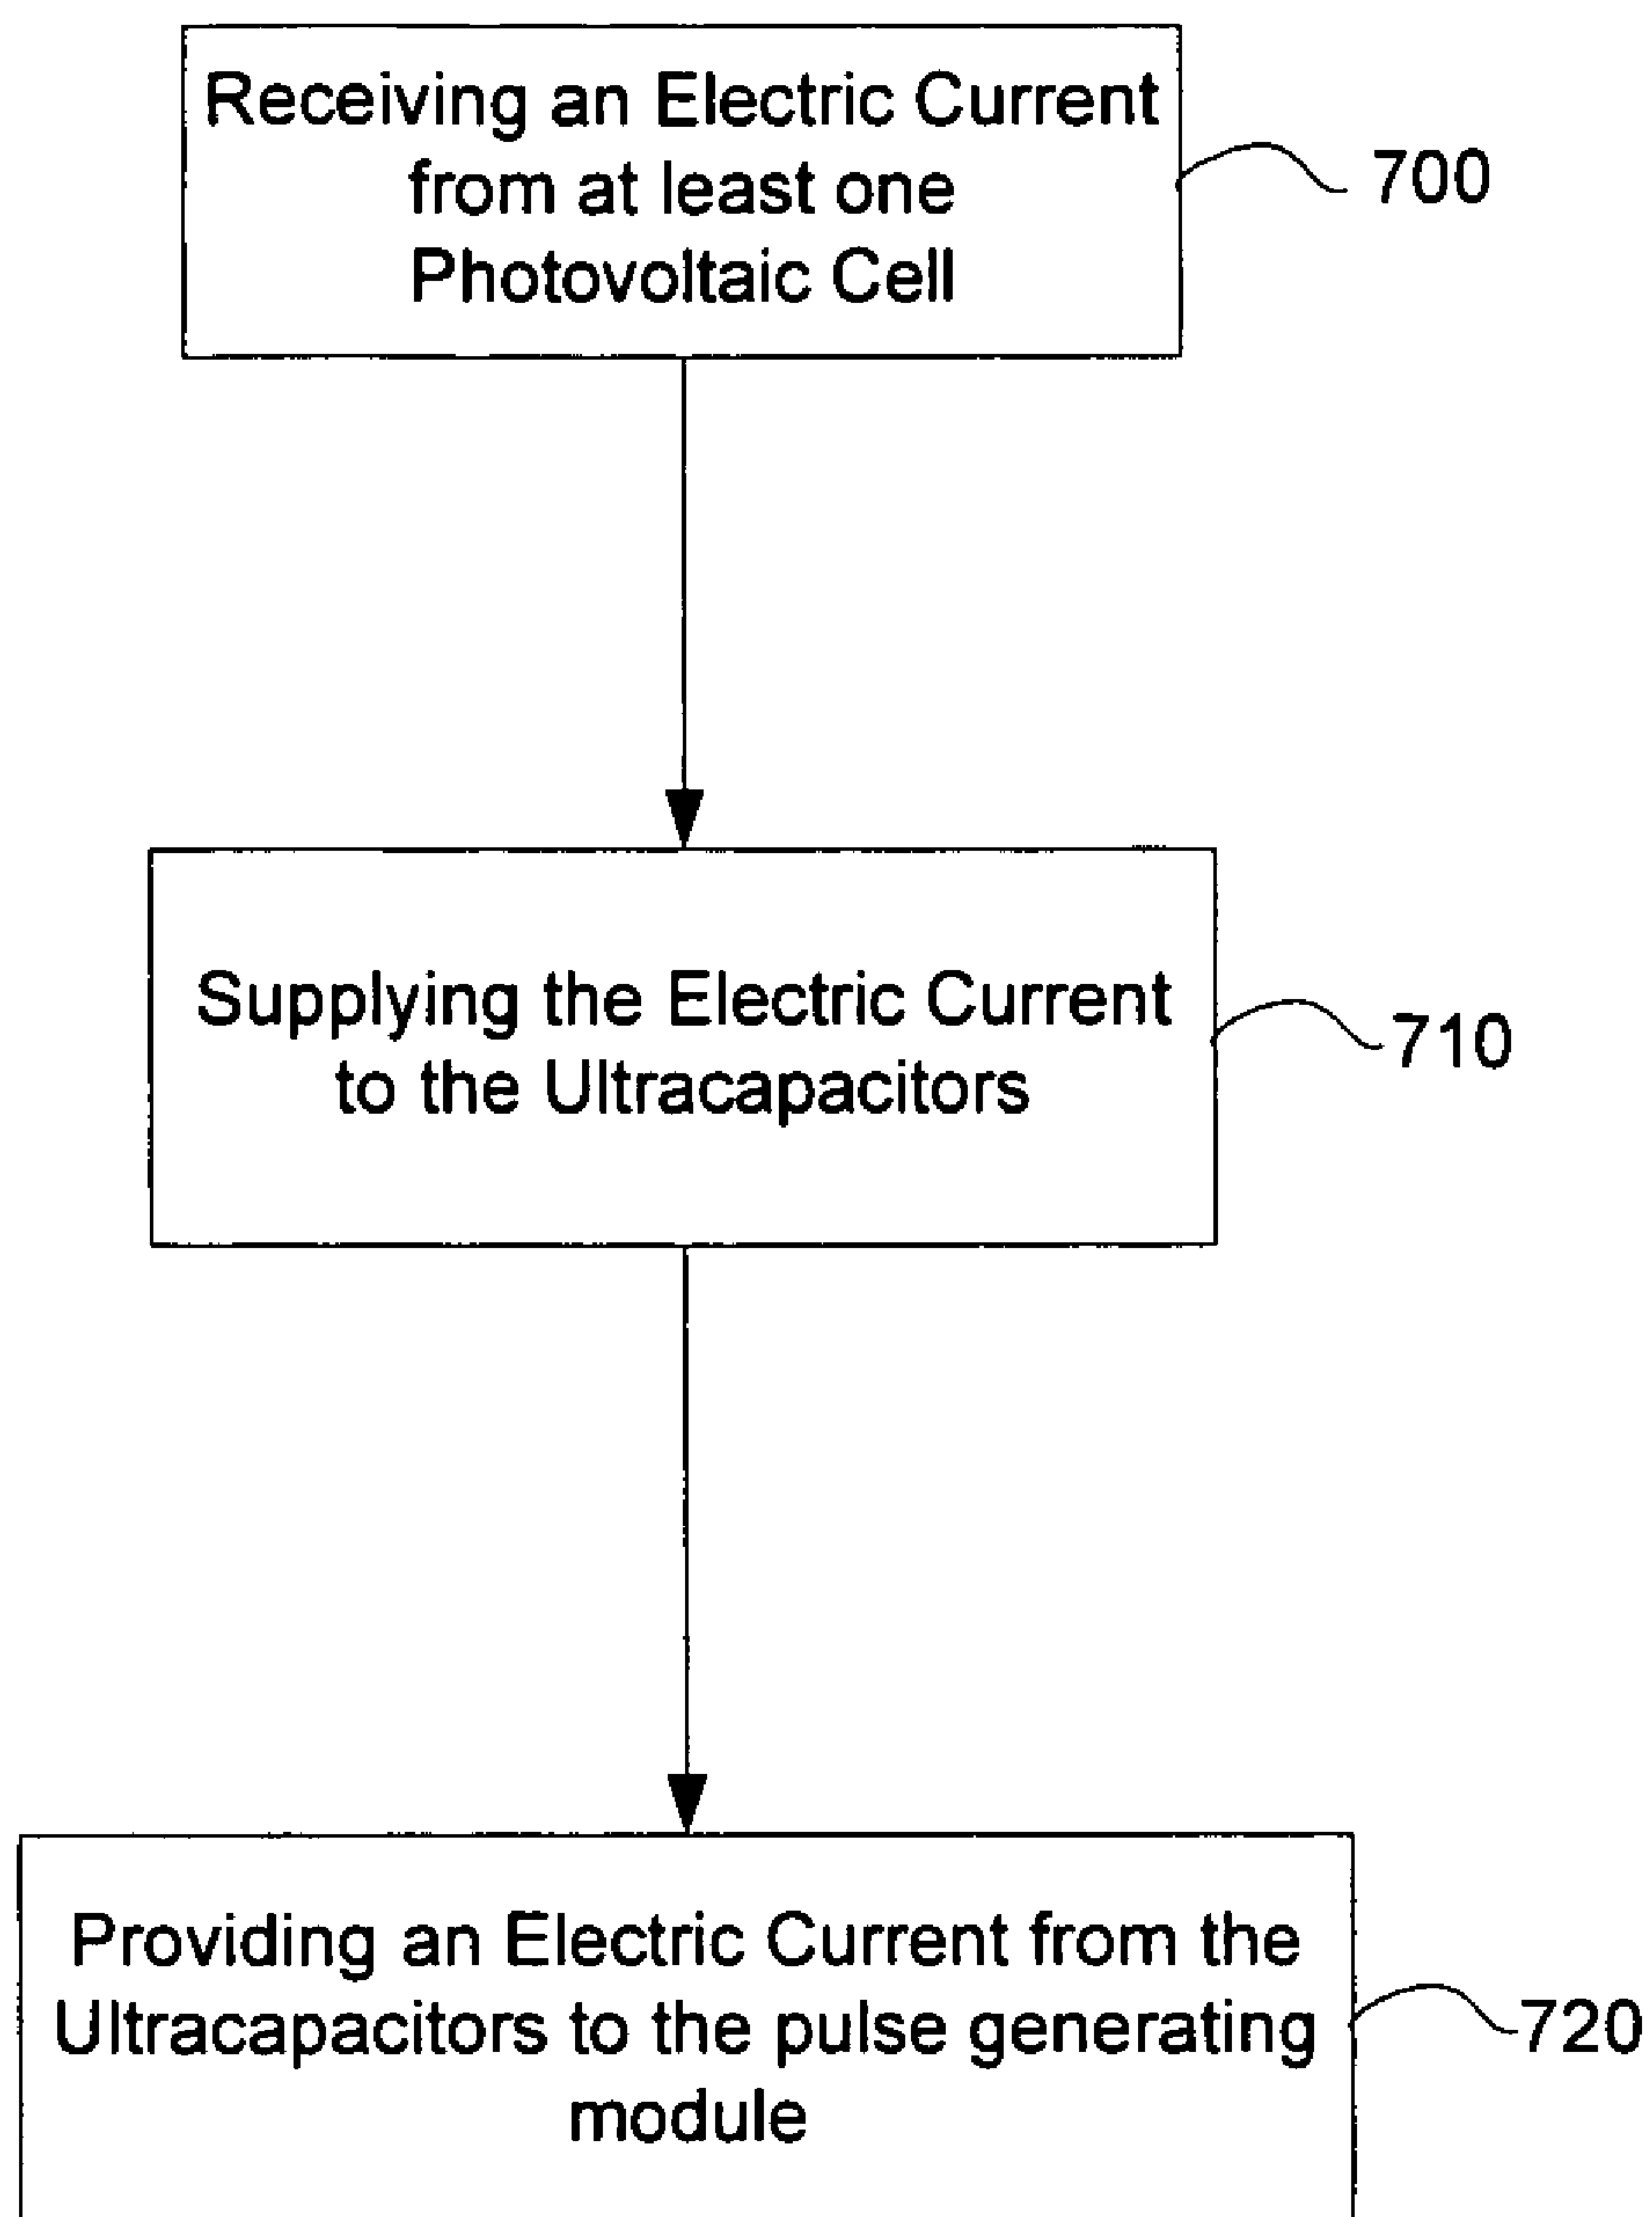 Receiving an Electric Current
from at least one
Photovoltaic Cell
700
Supplying the Electric Current
to the Ultracapacitors
710
Providing an Electric Current from the
Ultracapacitors to the pulse generating
module
720